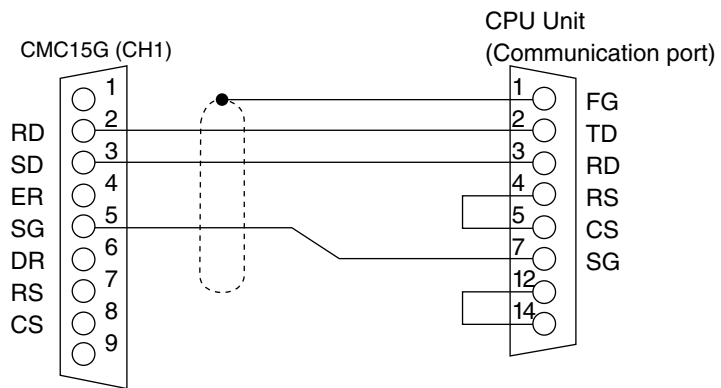 CPU Unit
(Communication port)
CMC15G (CH1)
1
RD 2
SD 3
ER 4
SG 5
DR 6
RS 7
CS 8
9
1 FG
2 TD
3 RD
4 RS
5 CS
7 SG
12
14